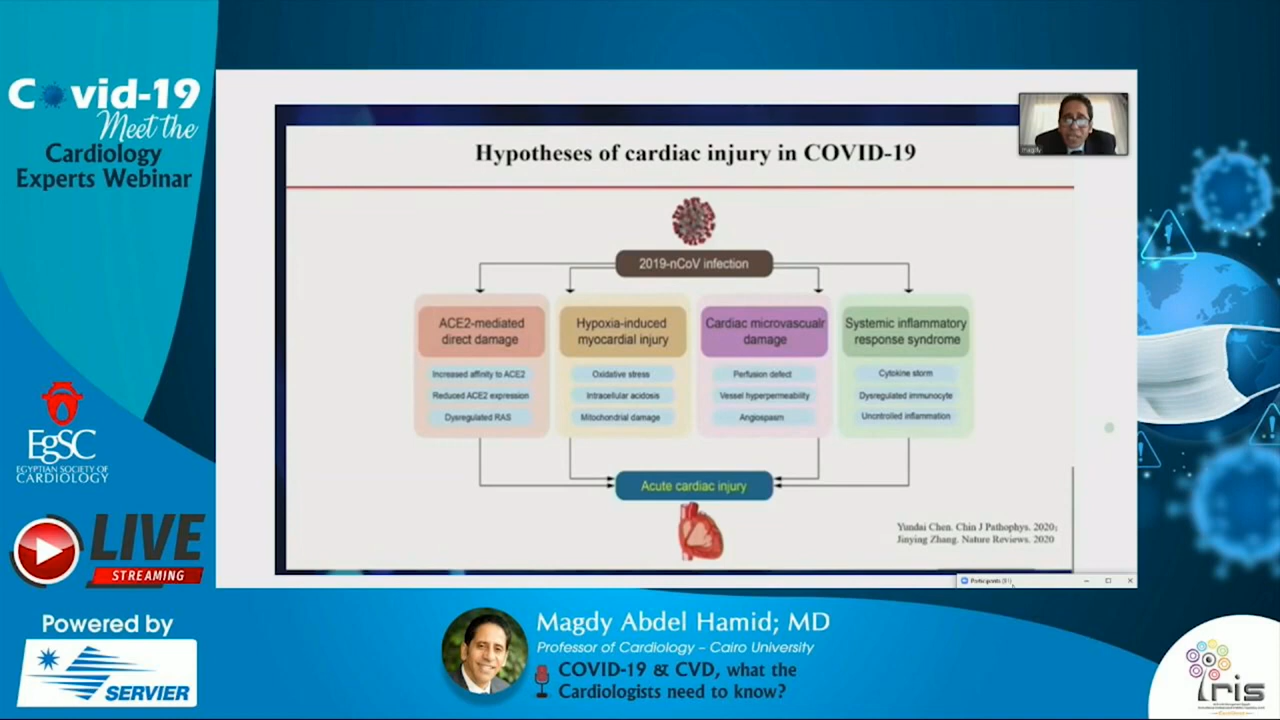 Covid-19
Meet the
Cardiology
Experts Webinar
EgSC
EGYPTIAN SOCIETY OF
CARDIOLOGY
LIVE
STREAMING
Powered by
SERVIER
Hypotheses of cardiac injury in COVID-19
2019-nCoV infection
ACE2-mediated
direct damage
Increased affinity to ACE2
Reduced ACE2 expression
Dysregulated RAS
Hypoxia-induced
myocardial injury
Oxidative stress
Intracellular acidosis
Mitochondrial damage
Cardiac microvascualr
damage
Perfusion defect
Vessel hyperpermeability
Angiospasm
Systemic inflammatory
response syndrome
Cytokine storm
Dysregulated immunocyte
Uncontrolled inflammation
Acute cardiac injury
Yundai Chen. Chin J Pathophys. 2020;
Jinying Zhang. Nature Reviews. 2020
Participants (91)
Magdy Abdel Hamid; MD
Professor of Cardiology – Cairo University
COVID-19 & CVD, what the
Cardiologists need to know?
Iris